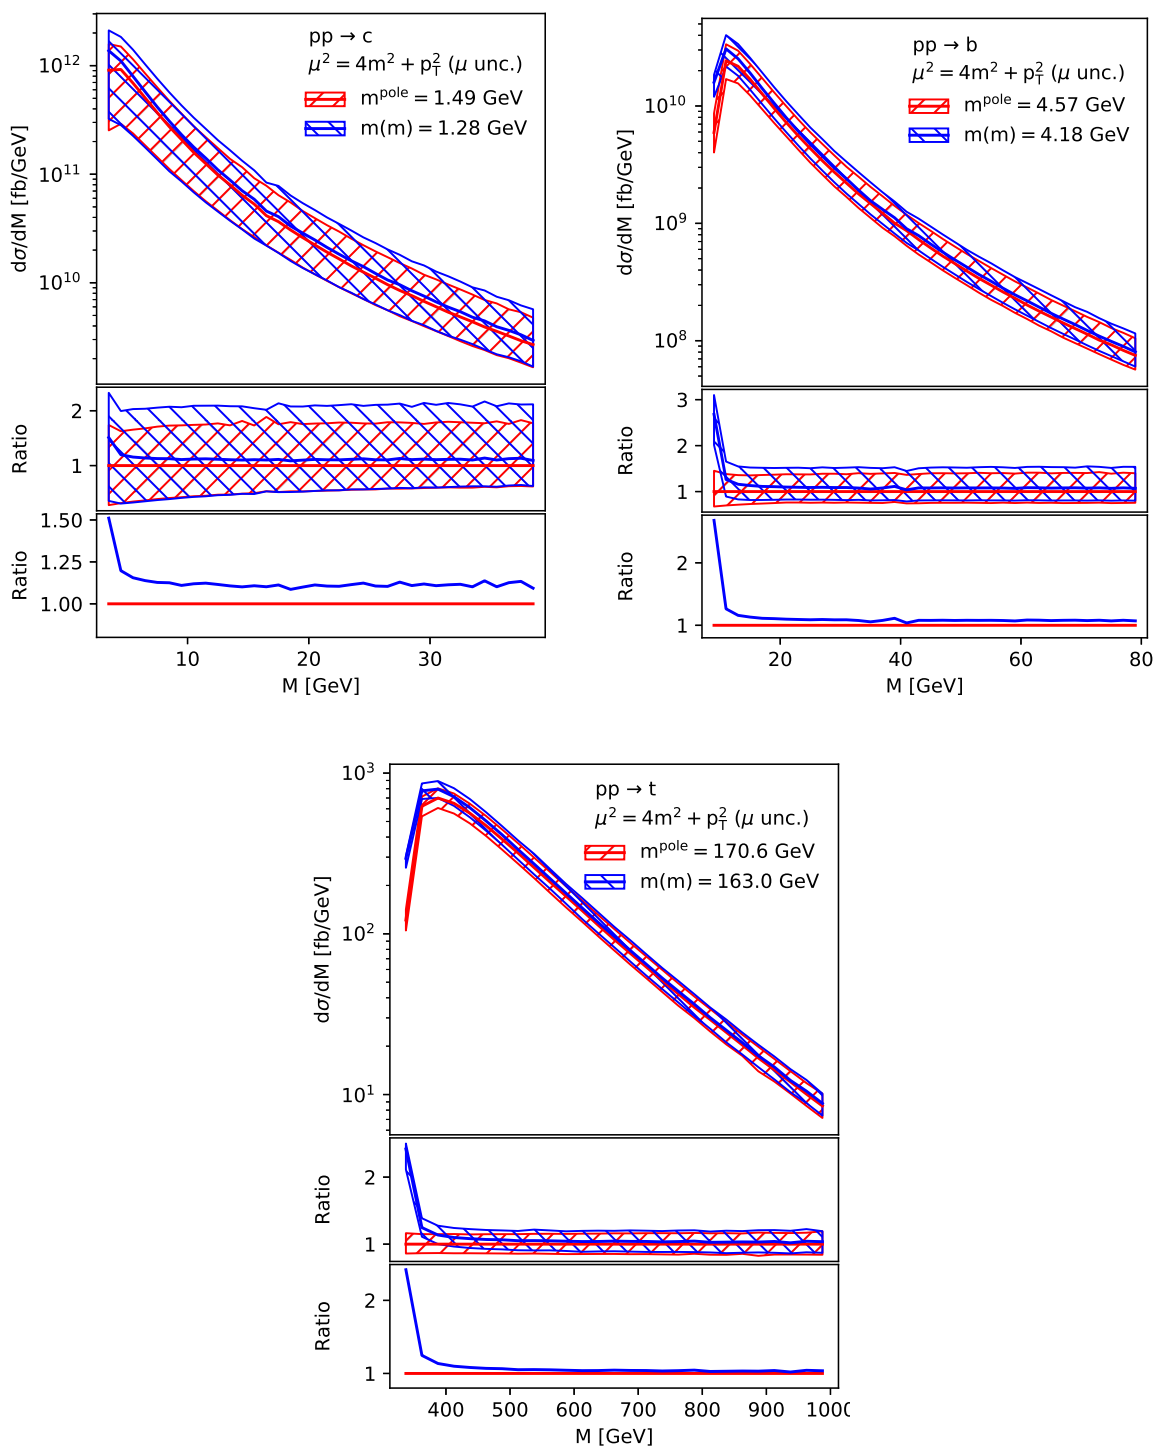 pp → c
μ² = 4m² + p_T² (μ unc.)
m^pole = 1.49 GeV
m(m) = 1.28 GeV
dσ/dM [fb/GeV]
10¹²
10¹¹
10¹⁰
Ratio
2
1
Ratio
1.50
1.25
1.00
10 20 30
M [GeV]
pp → b
μ² = 4m² + p_T² (μ unc.)
m^pole = 4.57 GeV
m(m) = 4.18 GeV
dσ/dM [fb/GeV]
10¹⁰
10⁹
10⁸
Ratio
3
2
1
Ratio
2
1
20 40 60 80
M [GeV]
pp → t
μ² = 4m² + p_T² (μ unc.)
m^pole = 170.6 GeV
m(m) = 163.0 GeV
dσ/dM [fb/GeV]
10³
10²
10¹
Ratio
2
1
Ratio
2
1
400 500 600 700 800 900 1000
M [GeV]